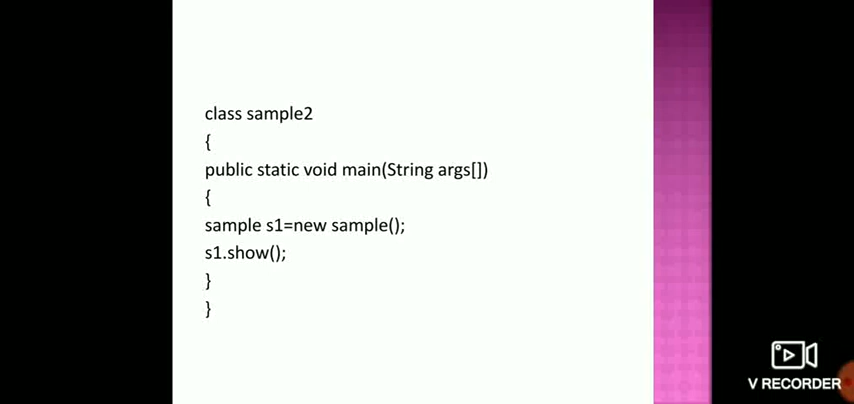 class sample2
{
public static void main(String args[])
{
sample s1=new sample();
s1.show();
}
}
V RECORDER